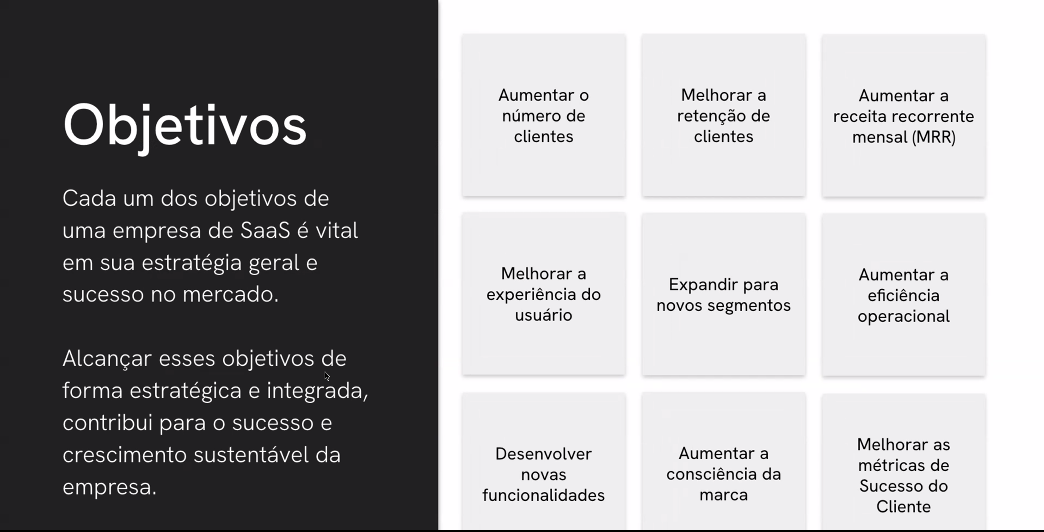 Objetivos
Cada um dos objetivos de
uma empresa de SaaS é vital
em sua estratégia geral e
sucesso no mercado.
Alcançar esses objetivos de
forma estratégica e integrada,
contribui para o sucesso e
crescimento sustentável da
empresa.
Aumentar o
número de
clientes
Melhorar a
retenção de
clientes
Aumentar a
receita recorrente
mensal (MRR)
Melhorar a
experiência do
usuário
Expandir para
novos segmentos
Aumentar a
eficiência
operacional
Desenvolver
novas
funcionalidades
Aumentar a
consciência da
marca
Melhorar as
métricas de
Sucesso do
Cliente